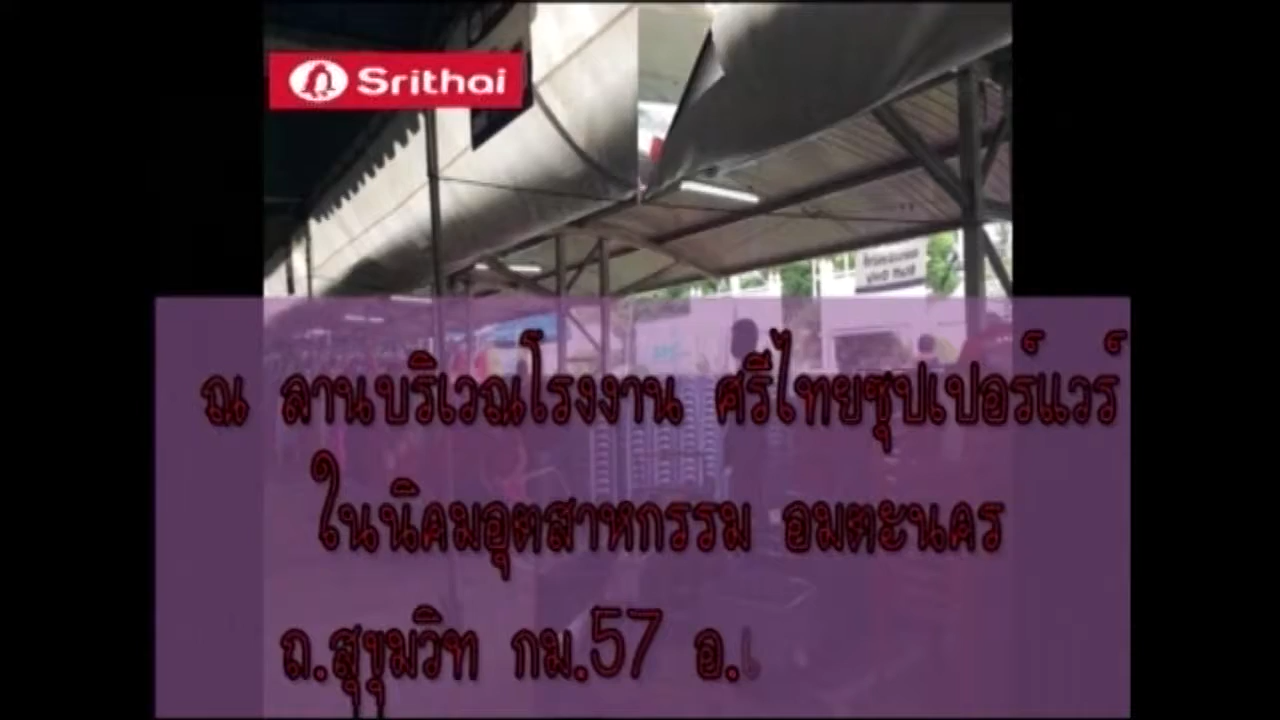 Srithai
ณ ลานบริเวณโรงงาน ศรีไทยซุปเปอร์แวร์
ในนิคมอุตสาหกรรม อมตะนคร
ถ.สุขุมวิท กม.57 อ.เ